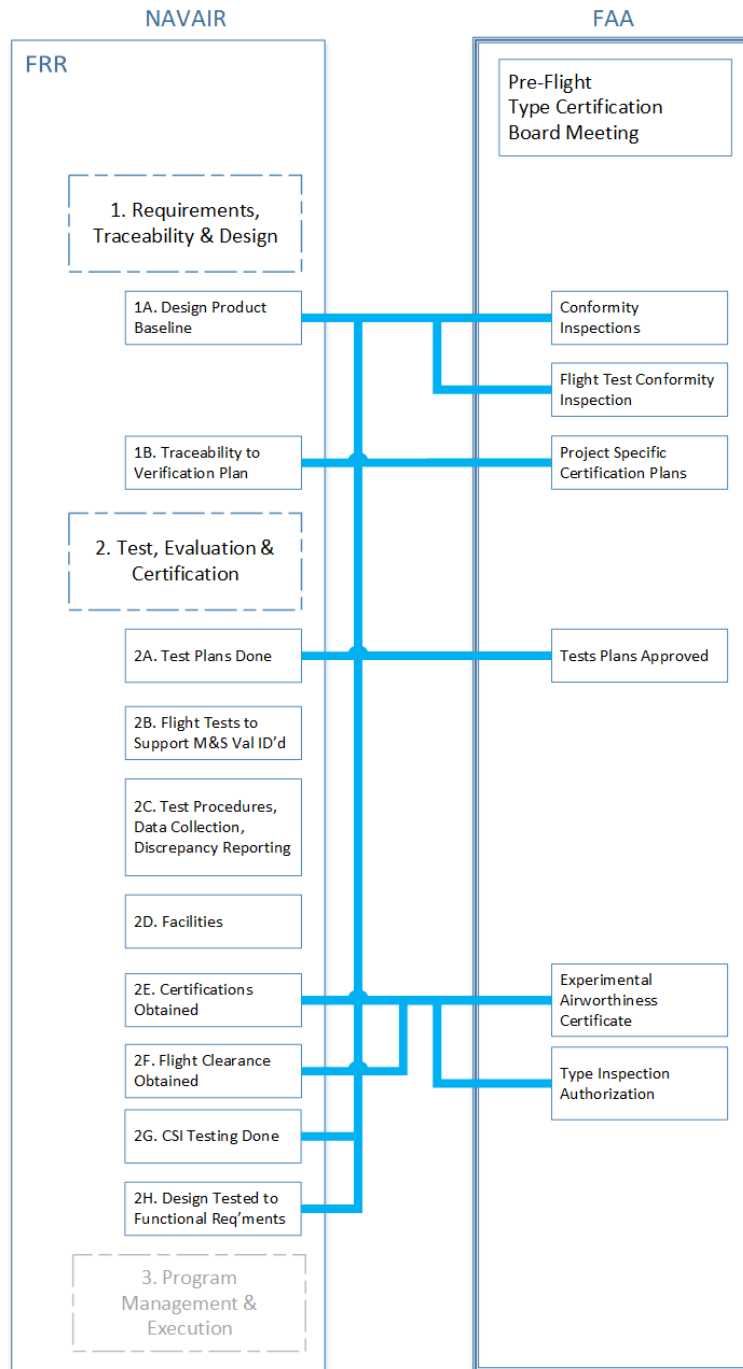 NAVAIR
FAA
FRR
Pre-Flight
Type Certification
Board Meeting
1. Requirements,
Traceability & Design
1A. Design Product
Baseline
Conformity
Inspections
Flight Test Conformity
Inspection
1B. Traceability to
Verification Plan
Project Specific
Certification Plans
2. Test, Evaluation &
Certification
2A. Test Plans Done
Tests Plans Approved
2B. Flight Tests to
Support M&S Val ID’d
2C. Test Procedures,
Data Collection,
Discrepancy Reporting
2D. Facilities
2E. Certifications
Obtained
Experimental
Airworthiness
Certificate
2F. Flight Clearance
Obtained
Type Inspection
Authorization
2G. CSI Testing Done
2H. Design Tested to
Functional Req’ments
3. Program
Management &
Execution